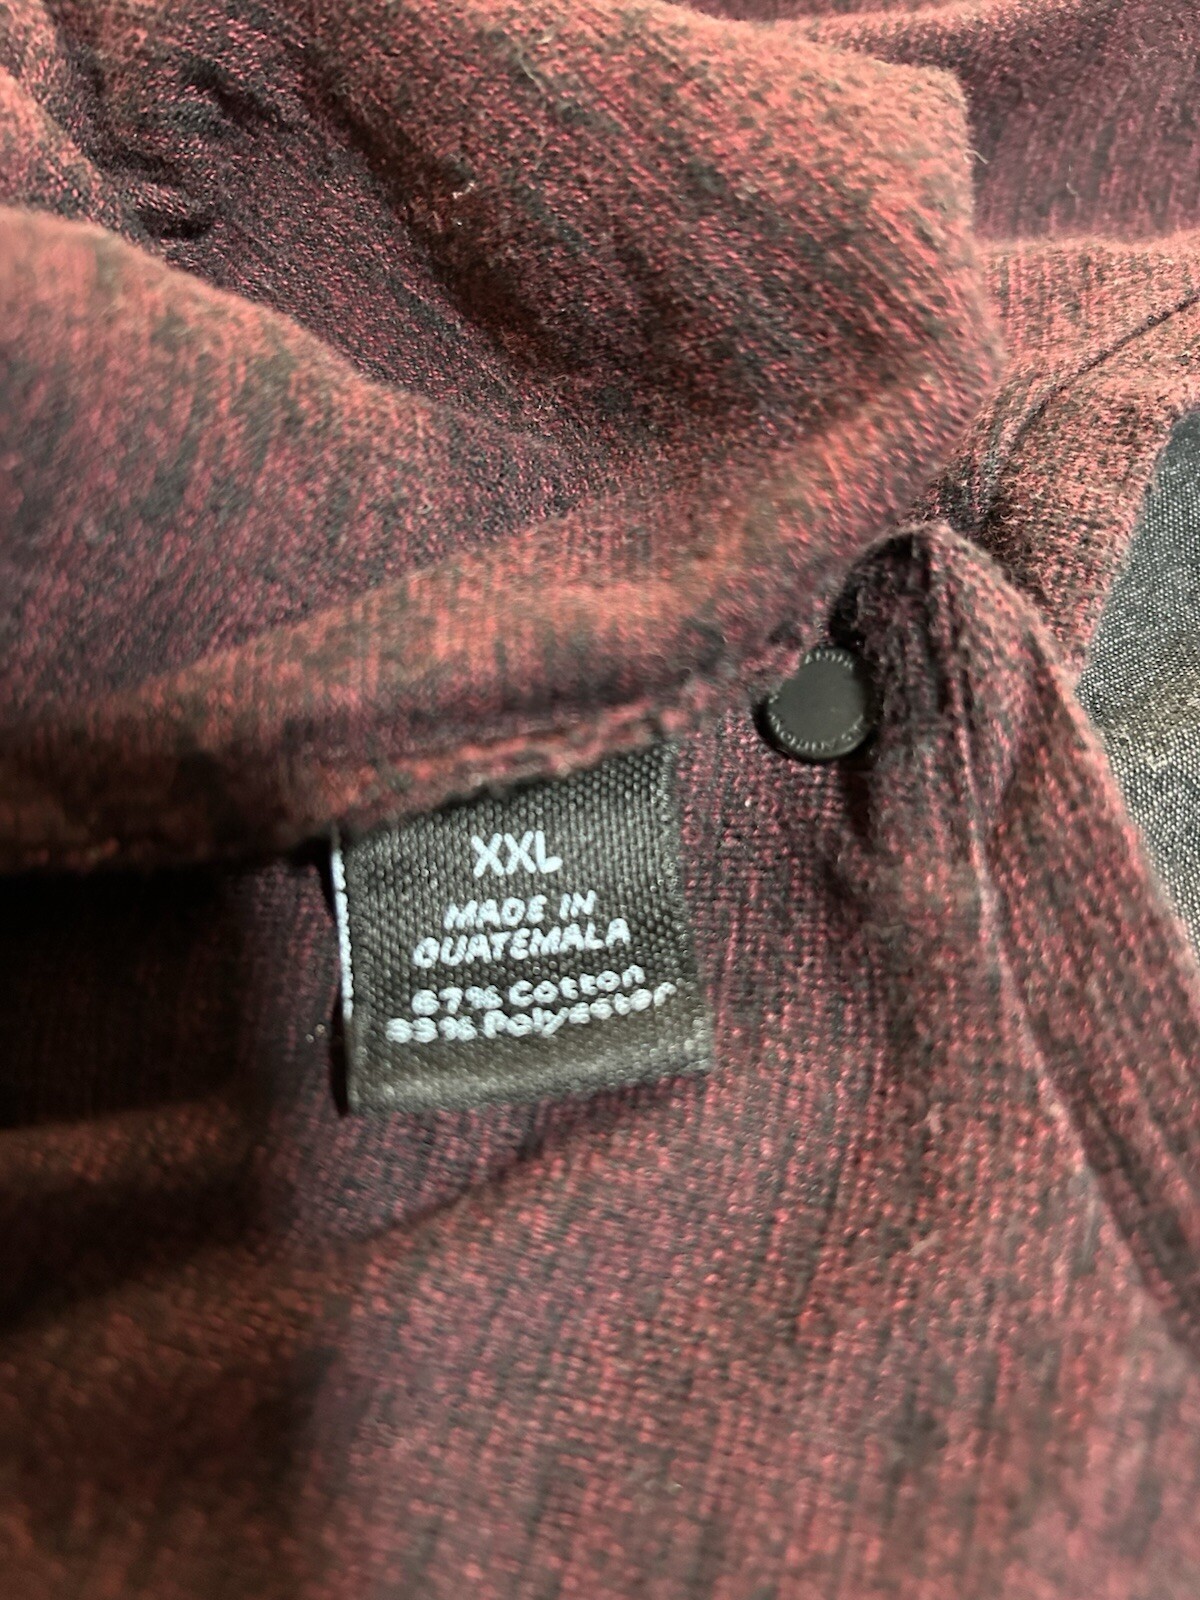 XXL
MADE IN
GUATEMALA
67% Cotton
33% Polyester